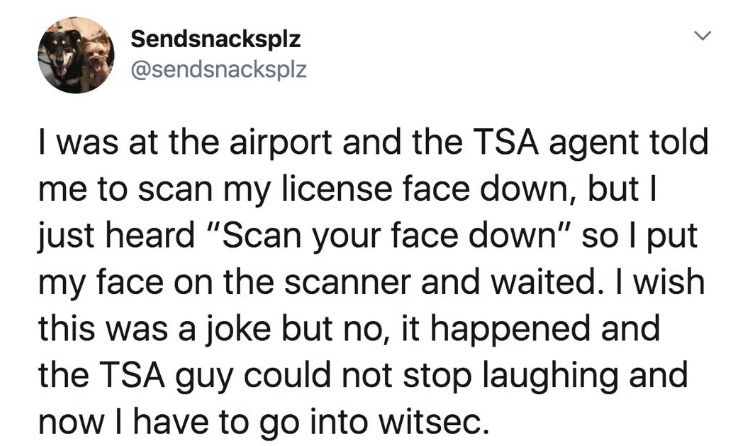 Sendsnacksplz
@sendsnacksplz
I was at the airport and the TSA agent told
me to scan my license face down, but I
just heard “Scan your face down” so I put
my face on the scanner and waited. I wish
this was a joke but no, it happened and
the TSA guy could not stop laughing and
now I have to go into witsec.